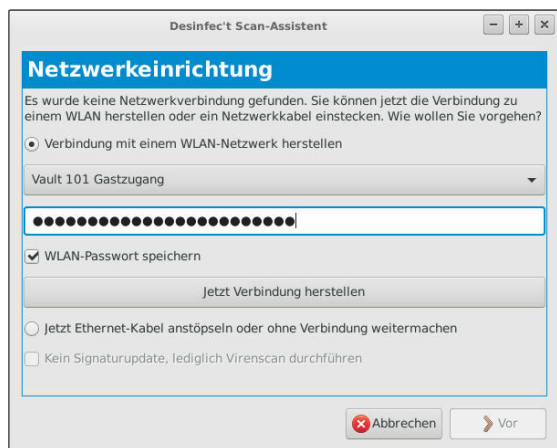 Desinfec't Scan-Assistent
Netzwerkeinrichtung
Es wurde keine Netzwerkverbindung gefunden. Sie können jetzt die Verbindung zu
einem WLAN herstellen oder ein Netzwerkkabel einstecken. Wie wollen Sie vorgehen?
Verbindung mit einem WLAN-Netzwerk herstellen
Vault 101 Gastzugang
●●●●●●●●●●●●●●●●●●●●●●●●
WLAN-Passwort speichern
Jetzt Verbindung herstellen
Jetzt Ethernet-Kabel anstöpseln oder ohne Verbindung weitermachen
Kein Signaturupdate, lediglich Virenscan durchführen
Abbrechen
Vor